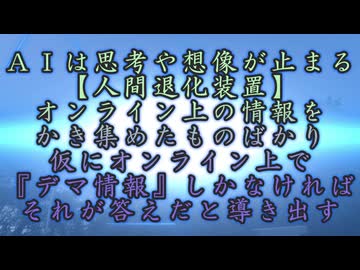 ＡＩは思考や想像が止まる
【人間退化装置】
オンライン上の情報を
かき集めたものばかり
仮にオンライン上で
『デマ情報』しかなければ
それが答えだと導き出す